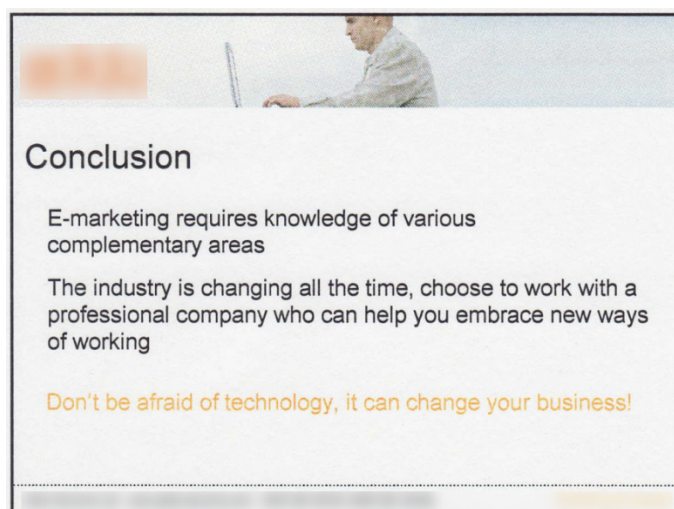 Conclusion
E-marketing requires knowledge of various
complementary areas
The industry is changing all the time, choose to work with a
professional company who can help you embrace new ways
of working
Don't be afraid of technology, it can change your business!